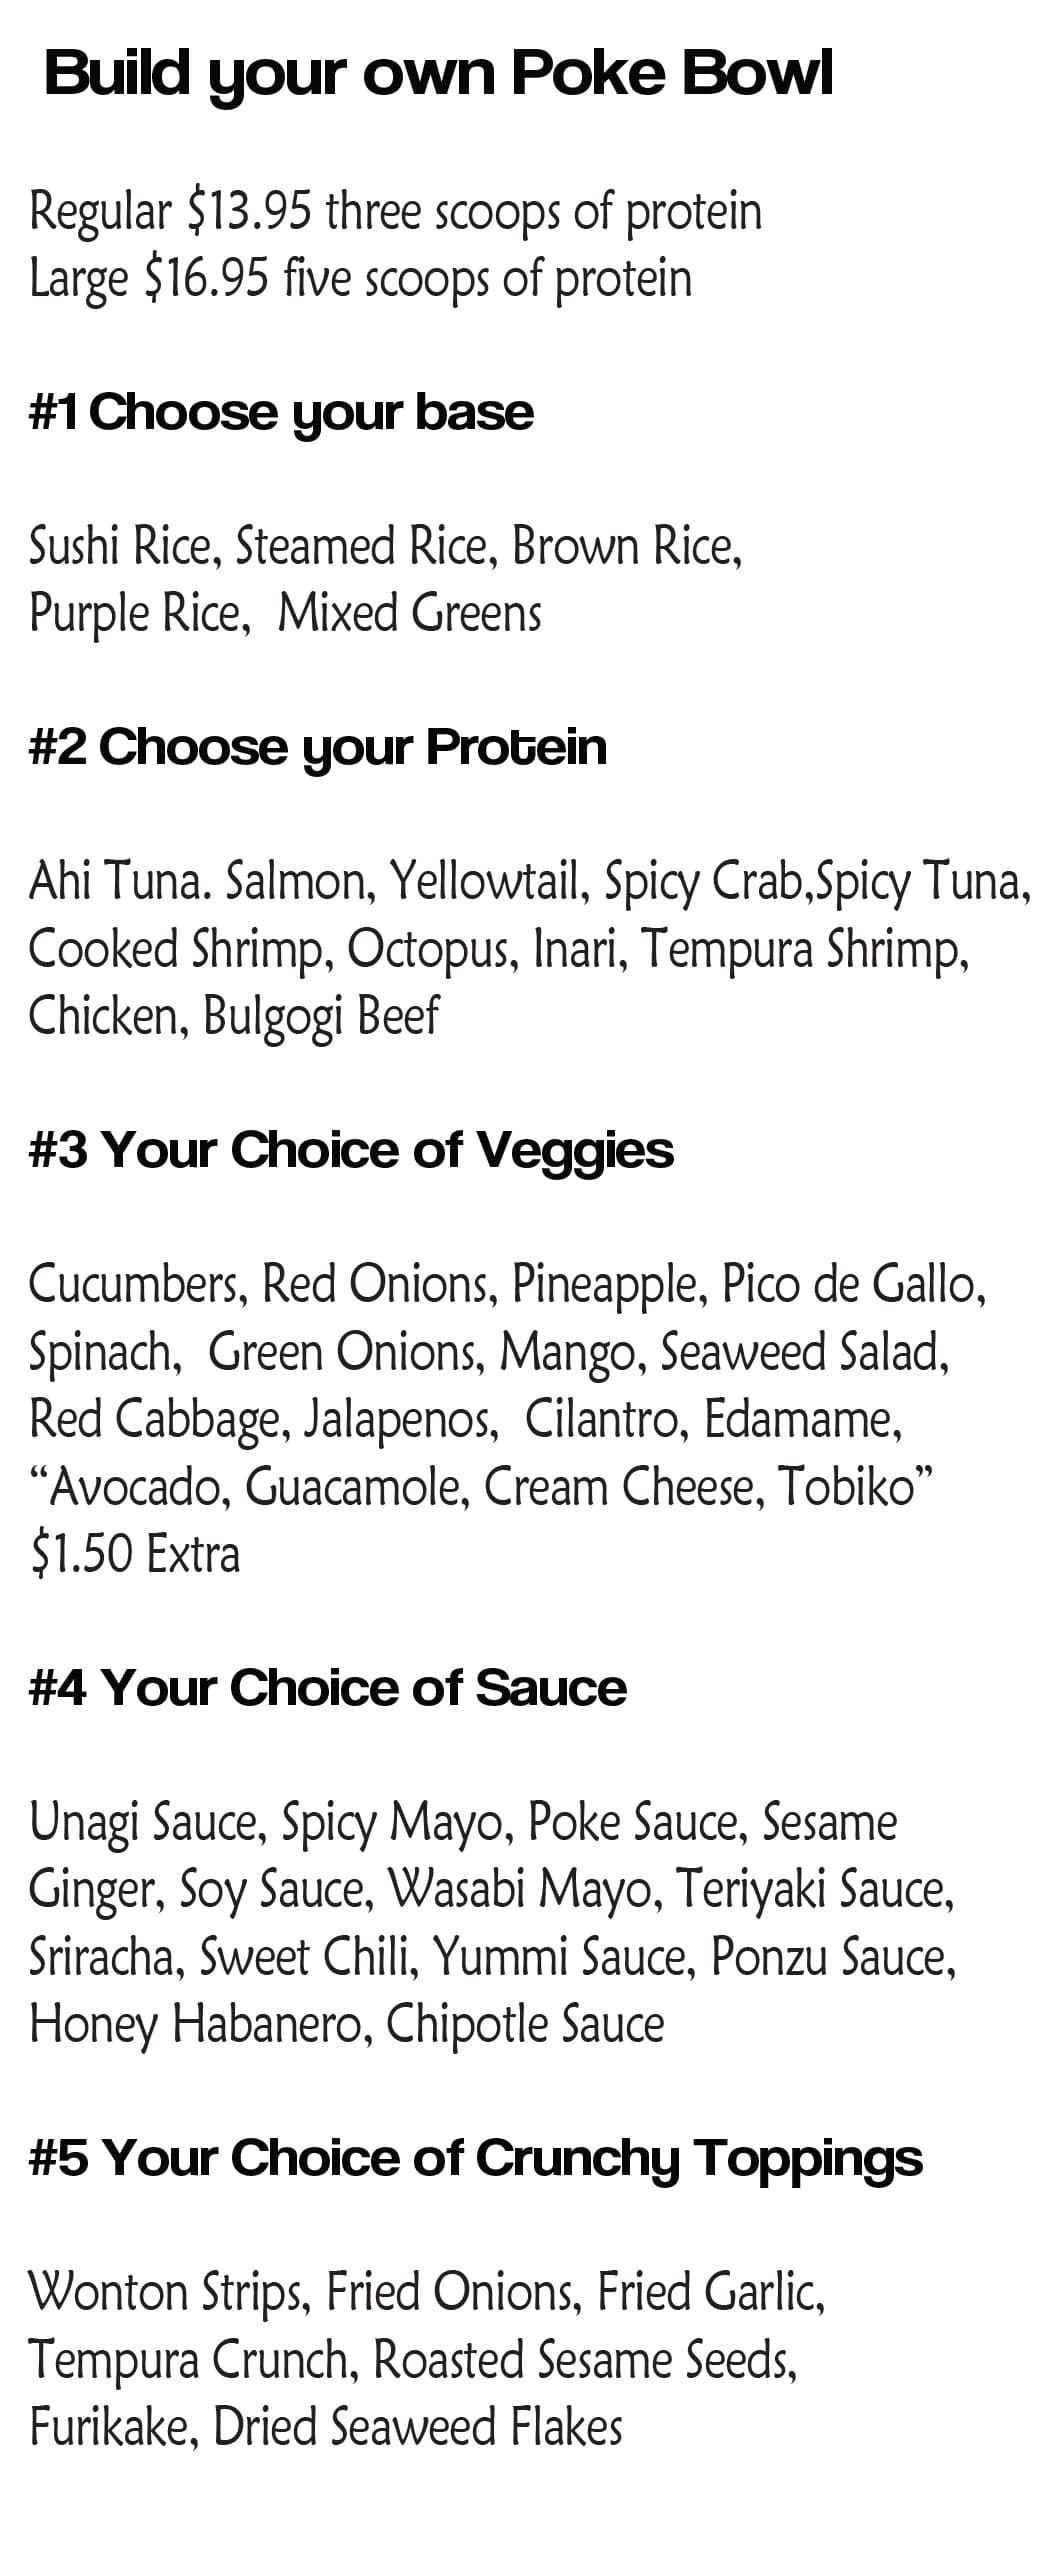 Build your own Poke Bowl
Regular $13.95 three scoops of protein
Large $16.95 five scoops of protein
#1 Choose your base
Sushi Rice, Steamed Rice, Brown Rice,
Purple Rice,  Mixed Greens
#2 Choose your Protein
Ahi Tuna. Salmon, Yellowtail, Spicy Crab,Spicy Tuna,
Cooked Shrimp, Octopus, Inari, Tempura Shrimp,
Chicken, Bulgogi Beef
#3 Your Choice of Veggies
Cucumbers, Red Onions, Pineapple, Pico de Gallo,
Spinach,  Green Onions, Mango, Seaweed Salad,
Red Cabbage, Jalapenos,  Cilantro, Edamame,
“Avocado, Guacamole, Cream Cheese, Tobiko”
$1.50 Extra
#4 Your Choice of Sauce
Unagi Sauce, Spicy Mayo, Poke Sauce, Sesame
Ginger, Soy Sauce, Wasabi Mayo, Teriyaki Sauce,
Sriracha, Sweet Chili, Yummi Sauce, Ponzu Sauce,
Honey Habanero, Chipotle Sauce
#5 Your Choice of Crunchy Toppings
Wonton Strips, Fried Onions, Fried Garlic,
Tempura Crunch, Roasted Sesame Seeds,
Furikake, Dried Seaweed Flakes